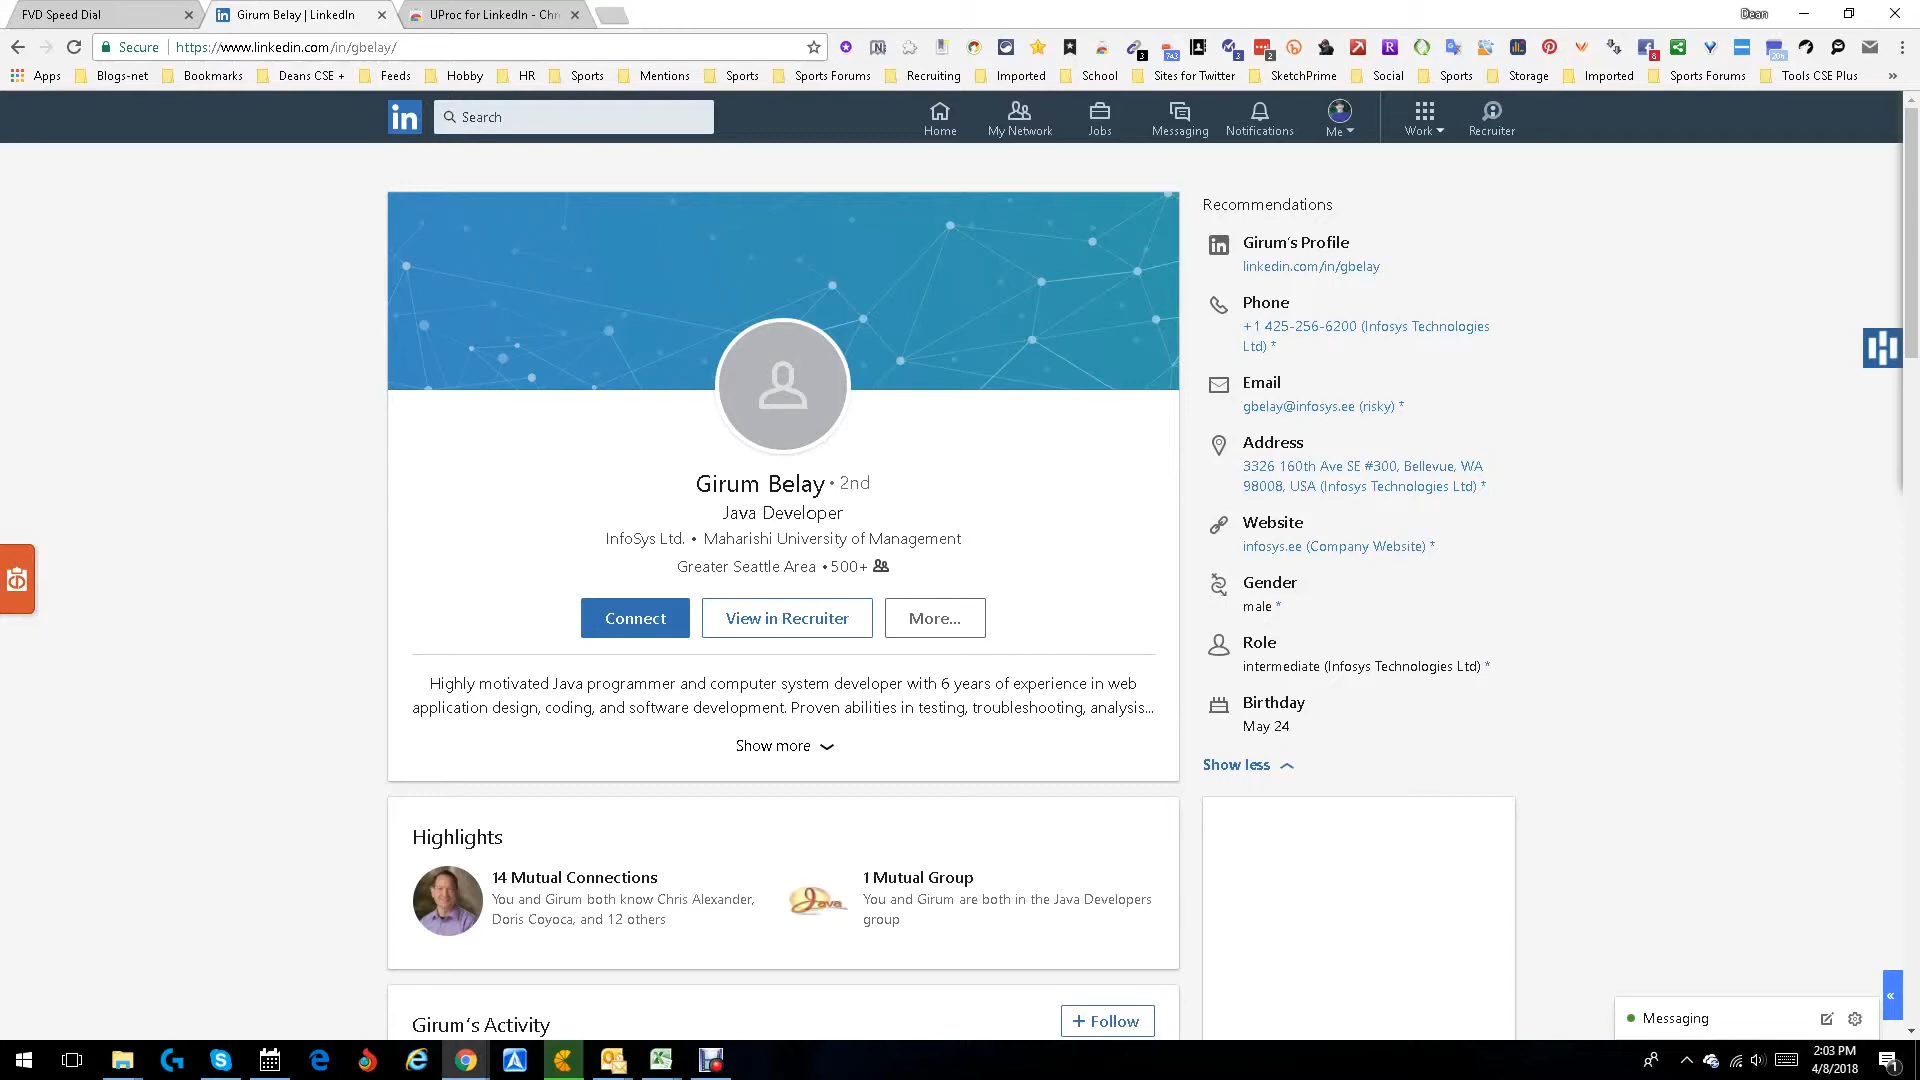 FVD Speed Dial
Girum Belay | LinkedIn
UProc for LinkedIn - Chr
Dean
Secure
https://www.linkedin.com/in/gbelay/
3
743
3
2
8
20h
Apps
Blogs-net
Bookmarks
Deans CSE +
Feeds
Hobby
HR
Sports
Mentions
Sports
Sports Forums
Recruiting
Imported
School
Sites for Twitter
SketchPrime
Social
Sports
Storage
Imported
Sports Forums
Tools CSE Plus
»
in
Search
Home
My Network
Jobs
Messaging
Notifications
Me
Work
Recruiter
Girum Belay • 2nd
Java Developer
InfoSys Ltd. • Maharishi University of Management
Greater Seattle Area • 500+
Connect
View in Recruiter
More...
Highly motivated Java programmer and computer system developer with 6 years of experience in web
application design, coding, and software development. Proven abilities in testing, troubleshooting, analysis...
Show more
Recommendations
Girum's Profile
linkedin.com/in/gbelay
Phone
+1 425-256-6200 (Infosys Technologies
Ltd) *
Email
gbelay@infosys.ee (risky) *
Address
3326 160th Ave SE #300, Bellevue, WA
98008, USA (Infosys Technologies Ltd) *
Website
infosys.ee (Company Website) *
Gender
male *
Role
intermediate (Infosys Technologies Ltd) *
Birthday
May 24
Show less
Highlights
14 Mutual Connections
You and Girum both know Chris Alexander,
Doris Coyoca, and 12 others
Java
1 Mutual Group
You and Girum are both in the Java Developers
group
Girum's Activity
+ Follow
«
Messaging
2:03 PM
4/8/2018
1